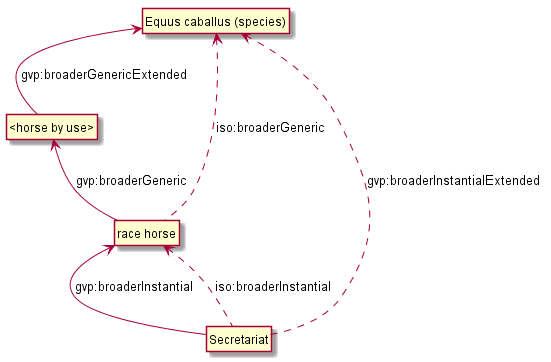 Equus caballus (species)
gvp:broaderGenericExtended
<horse by use>
iso:broaderGeneric
gvp:broaderGeneric
gvp:broaderInstantialExtended
race horse
gvp:broaderInstantial
iso:broaderInstantial
Secretariat